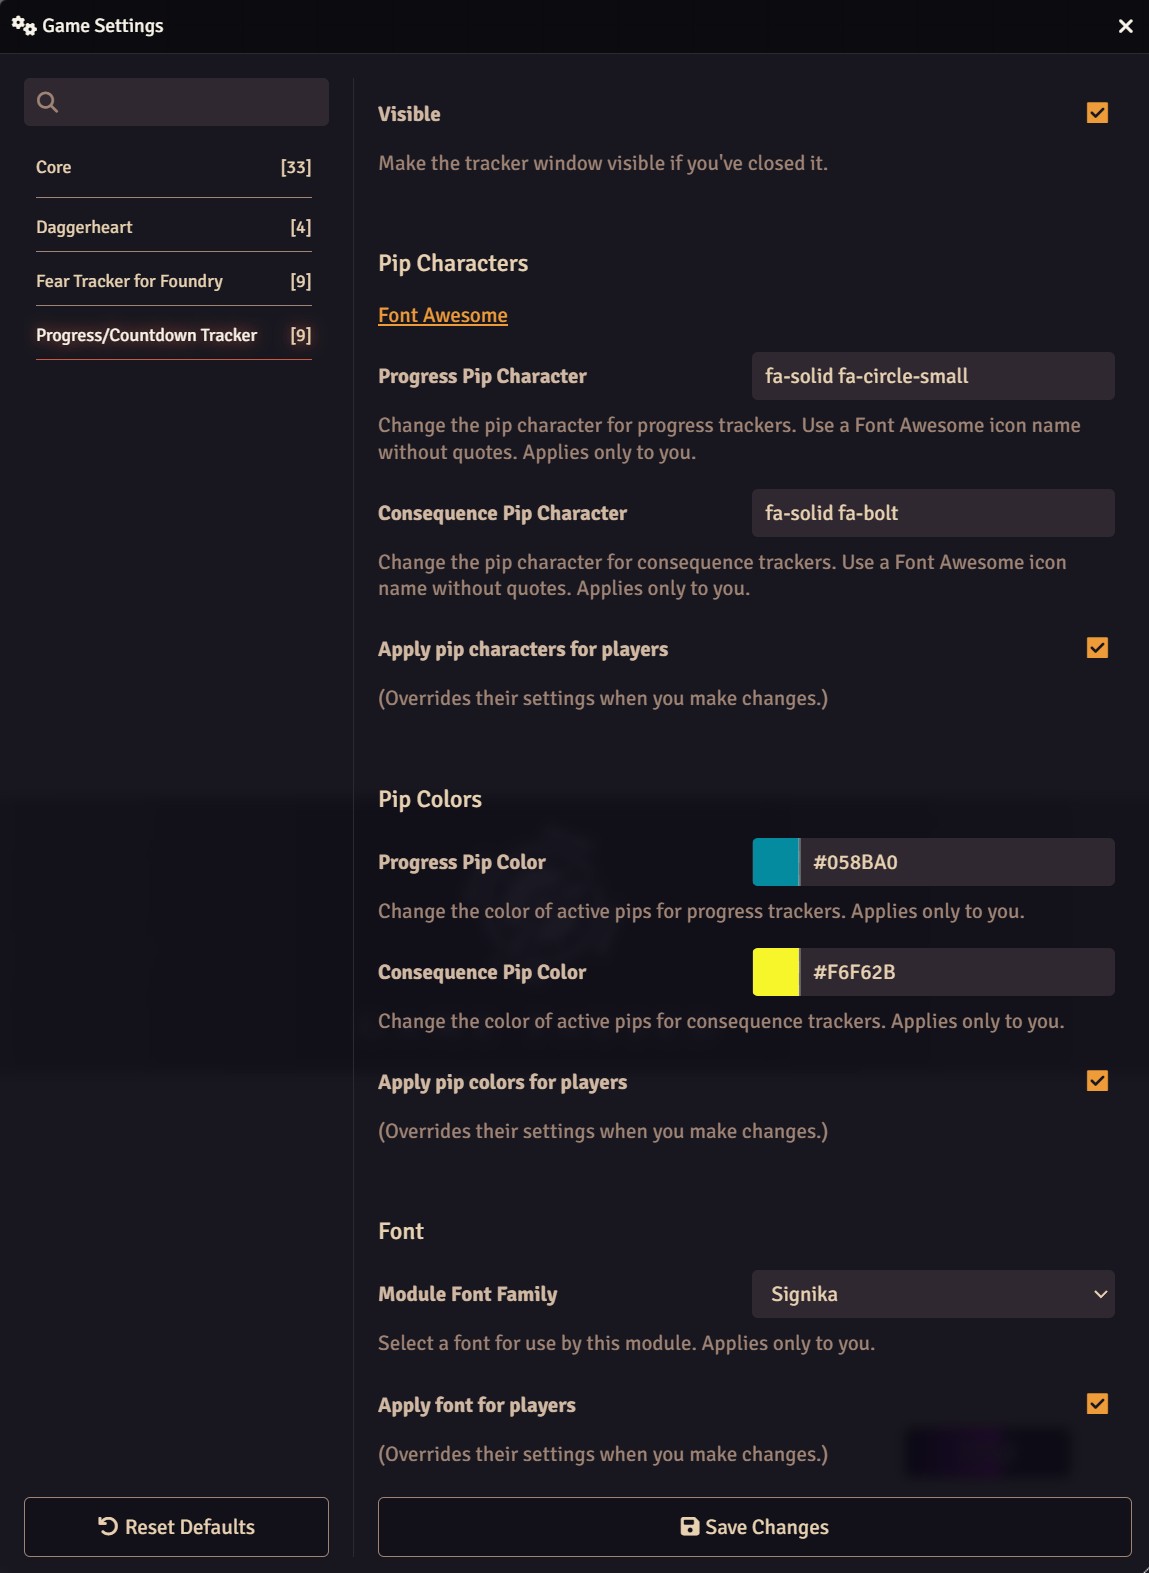 Game Settings
Core [33]
Daggerheart [4]
Fear Tracker for Foundry [9]
Progress/Countdown Tracker [9]
Visible
Make the tracker window visible if you've closed it.
Pip Characters
Font Awesome
Progress Pip Character fa-solid fa-circle-small
Change the pip character for progress trackers. Use a Font Awesome icon name
without quotes. Applies only to you.
Consequence Pip Character fa-solid fa-bolt
Change the pip character for consequence trackers. Use a Font Awesome icon
name without quotes. Applies only to you.
Apply pip characters for players
(Overrides their settings when you make changes.)
Pip Colors
Progress Pip Color #058BA0
Change the color of active pips for progress trackers. Applies only to you.
Consequence Pip Color #F6F62B
Change the color of active pips for consequence trackers. Applies only to you.
Apply pip colors for players
(Overrides their settings when you make changes.)
Font
Module Font Family Signika
Select a font for use by this module. Applies only to you.
Apply font for players
(Overrides their settings when you make changes.)
Reset Defaults
Save Changes